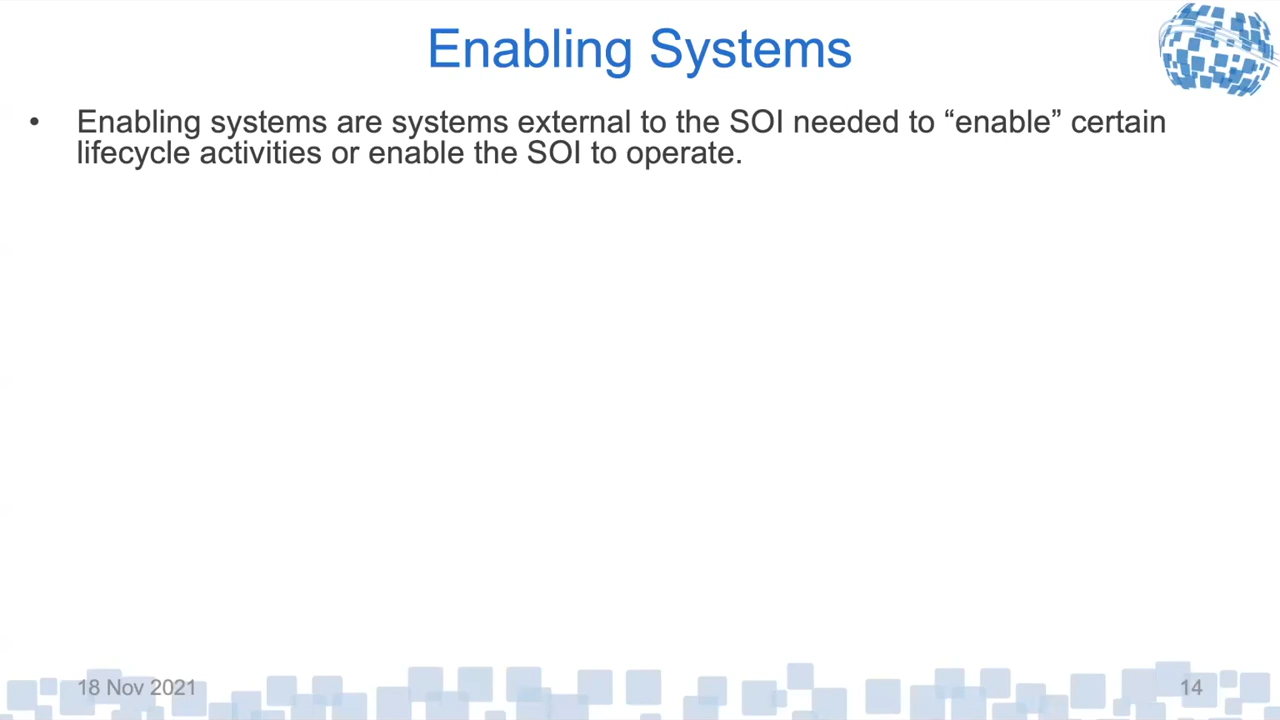 Enabling Systems
• Enabling systems are systems external to the SOI needed to “enable” certain
lifecycle activities or enable the SOI to operate.
18 Nov 2021
14